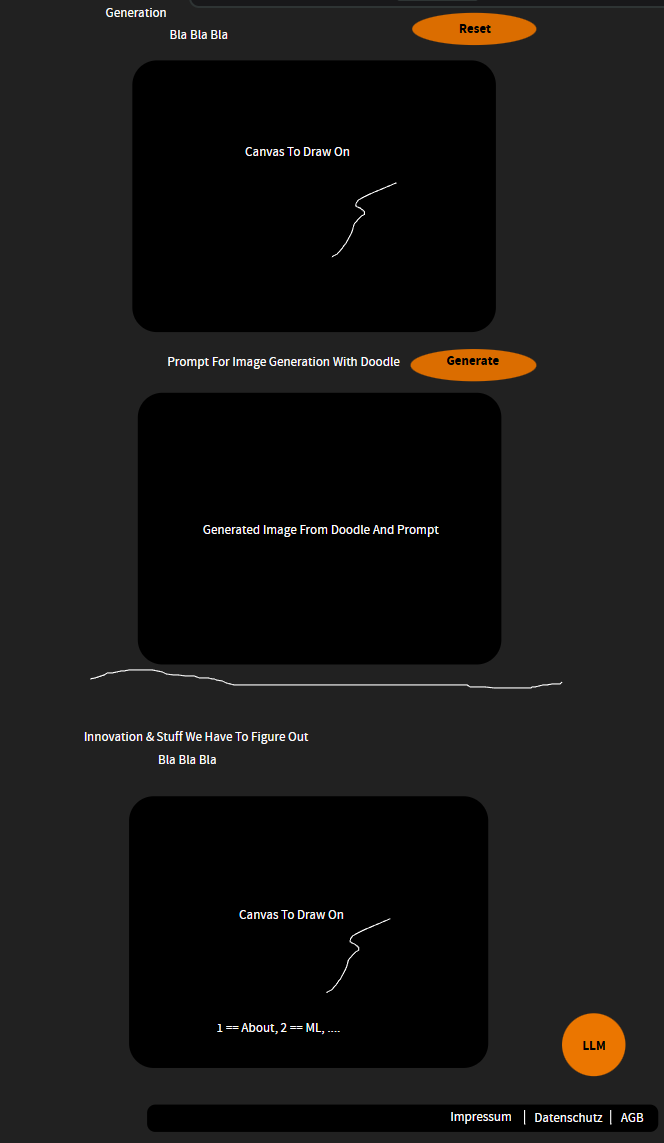 Generation
Bla Bla Bla
Reset
Canvas To Draw On
Prompt For Image Generation With Doodle
Generate
Generated Image From Doodle And Prompt
Innovation & Stuff We Have To Figure Out
Bla Bla Bla
Canvas To Draw On
1 == About, 2 == ML, ....
LLM
Impressum | Datenschutz | AGB